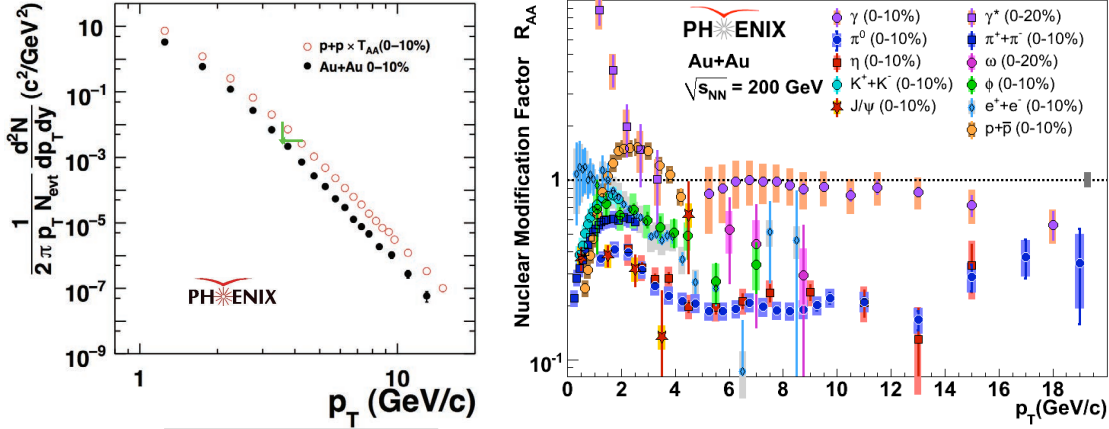 10
10⁻¹
10⁻³
10⁻⁵
10⁻⁷
10⁻⁹
1
10
p_T (GeV/c)
1/(2π p_T N_evt) d²N/(dp_T dy) (c²/GeV²)
p+p × T_AA(0–10%)
Au+Au 0–10%
PHENIX
Nuclear Modification Factor R_AA
1
10⁻¹
PHENIX
Au+Au
√s_NN = 200 GeV
γ (0-10%)
π⁰ (0-10%)
η (0-10%)
K⁺+K⁻ (0-10%)
J/ψ (0-10%)
γ* (0-20%)
π⁺+π⁻ (0-10%)
ω (0-20%)
ϕ (0-10%)
e⁺+e⁻ (0-10%)
p+p̅ (0-10%)
0 2 4 6 8 10 12 14 16 18
p_T(GeV/c)